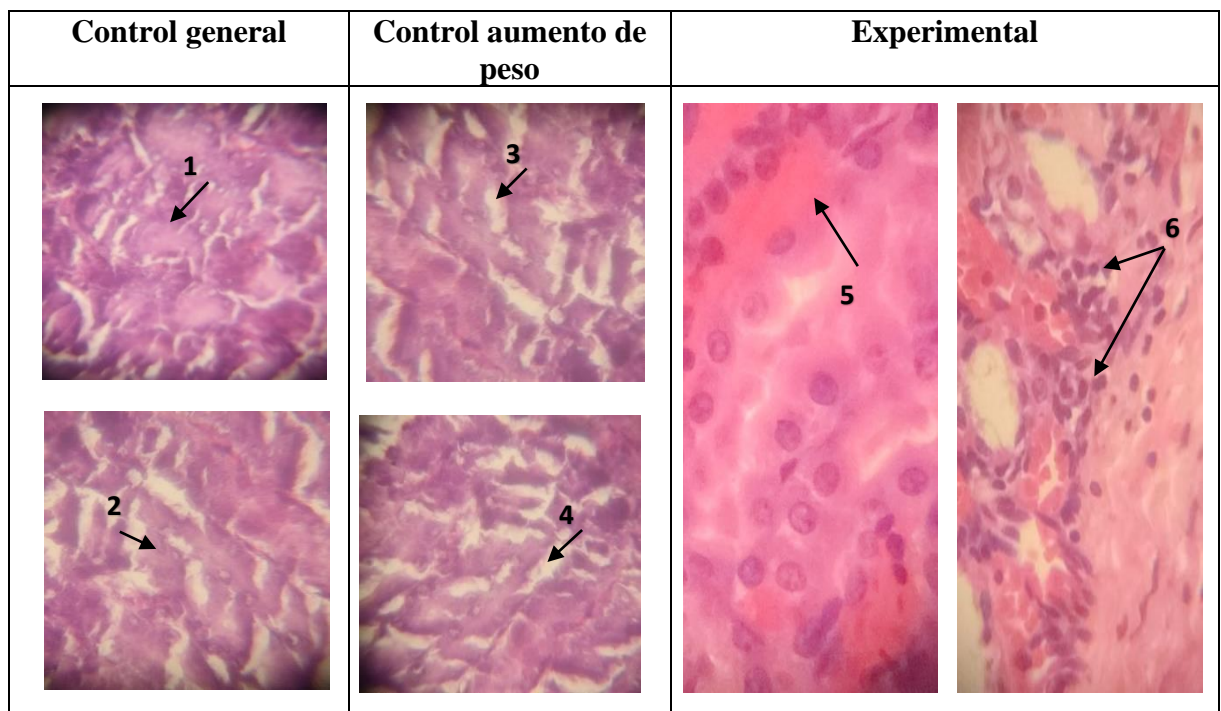 Control general
Control aumento de
peso
Experimental
1
3
5
6
2
4